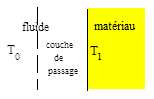 fluide
matériau
T0
couche
de
passage
T1